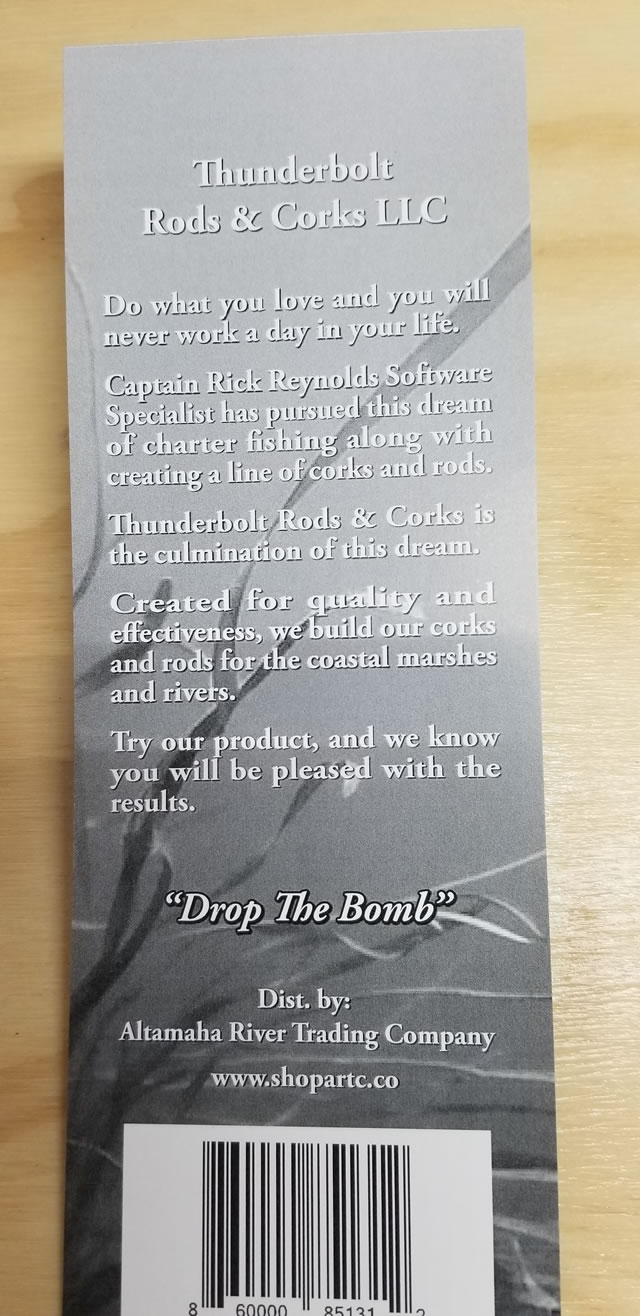 Thunderbolt
Rods & Corks LLC
Do what you love and you will
never work a day in your life.
Captain Rick Reynolds Software
Specialist has pursued this dream
of charter fishing along with
creating a line of corks and rods.
Thunderbolt Rods & Corks is
the culmination of this dream.
Created for quality and
effectiveness, we build our corks
and rods for the coastal marshes
and rivers.
Try our product, and we know
you will be pleased with the
results.
“Drop The Bomb”
Dist. by:
Altamaha River Trading Company
www.shopartc.co
8 60000 85131 2